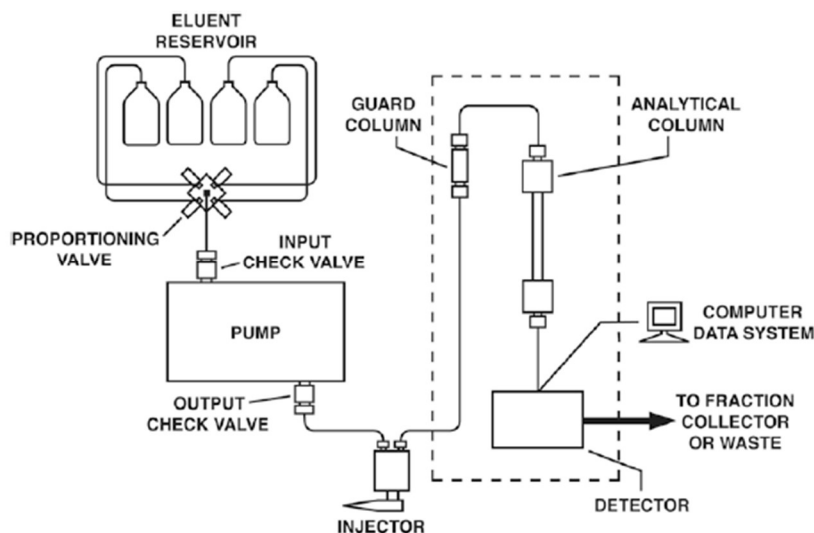 ELUENT
RESERVOIR
GUARD
COLUMN
ANALYTICAL
COLUMN
PROPORTIONING
VALVE
INPUT
CHECK VALVE
PUMP
COMPUTER
DATA SYSTEM
OUTPUT
CHECK VALVE
TO FRACTION
COLLECTOR
OR WASTE
INJECTOR
DETECTOR